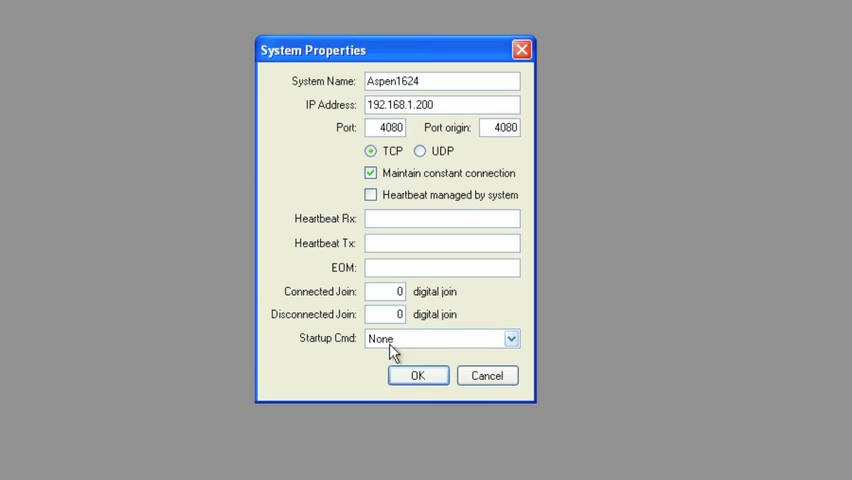 System Properties
System Name: Aspen1624
IP Address: 192.168.1.200
Port: 4080 Port origin: 4080
TCP UDP
Maintain constant connection
Heartbeat managed by system
Heartbeat Rx:
Heartbeat Tx:
EOM:
Connected Join: 0 digital join
Disconnected Join: 0 digital join
Startup Cmd: None
OK Cancel